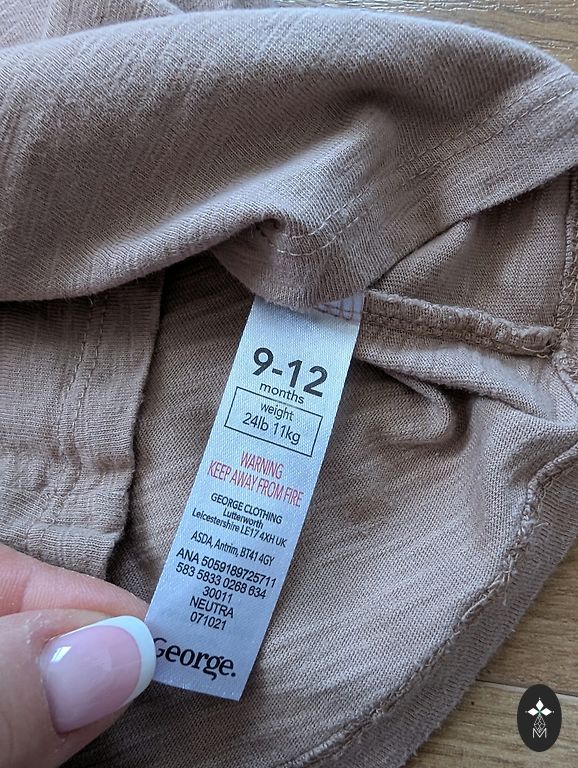 9-12
months
weight
24lb 11kg
WARNING
KEEP AWAY FROM FIRE
GEORGE CLOTHING
Lutterworth
Leicestershire LE17 4XH UK
ASDA, Antrim, BT41 4GY
ANA 5059189725711
583 5833 0268 634
30011
NEUTRA
071021
George.
M